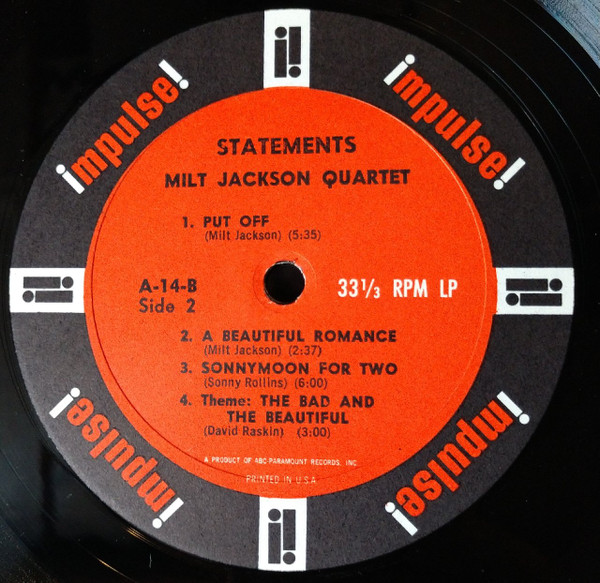 impulse!
impulse!
STATEMENTS
MILT JACKSON QUARTET
1. PUT OFF
(Milt Jackson) (5:35)
A-14-B
Side 2
33⅓ RPM LP
2. A BEAUTIFUL ROMANCE
(Milt Jackson) (2:37)
3. SONNYMOON FOR TWO
(Sonny Rollins) (6:00)
4. Theme: THE BAD AND
THE BEAUTIFUL
(David Raskin) (3:00)
A PRODUCT OF ABC-PARAMOUNT RECORDS, INC.
PRINTED IN U.S.A.
impulse!
impulse!